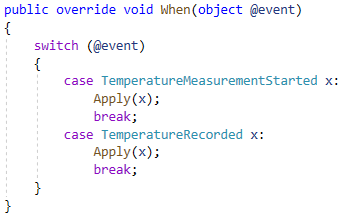 public override void When(object @event)
{
    switch (@event)
    {
        case TemperatureMeasurementStarted x:
            Apply(x);
            break;
        case TemperatureRecorded x:
            Apply(x);
            break;
    }
}